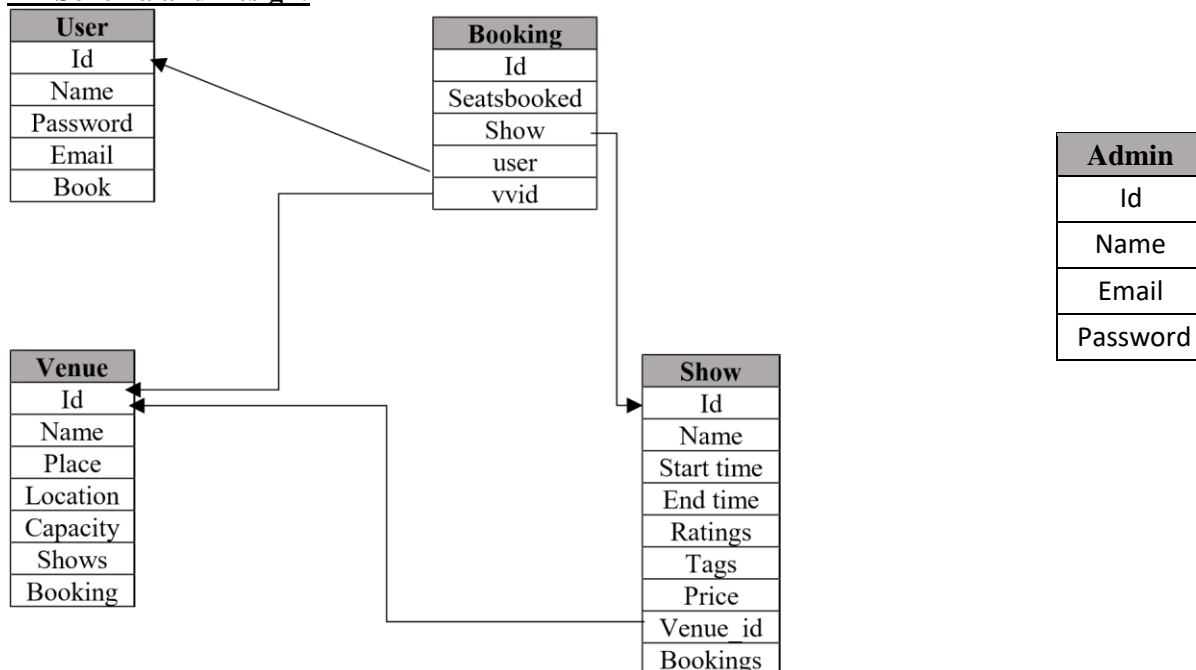 User
Id
Name
Password
Email
Book
Booking
Id
Seatsbooked
Show
user
vvid
Admin
Id
Name
Email
Password
Venue
Id
Name
Place
Location
Capacity
Shows
Booking
Show
Id
Name
Start time
End time
Ratings
Tags
Price
Venue_id
Bookings